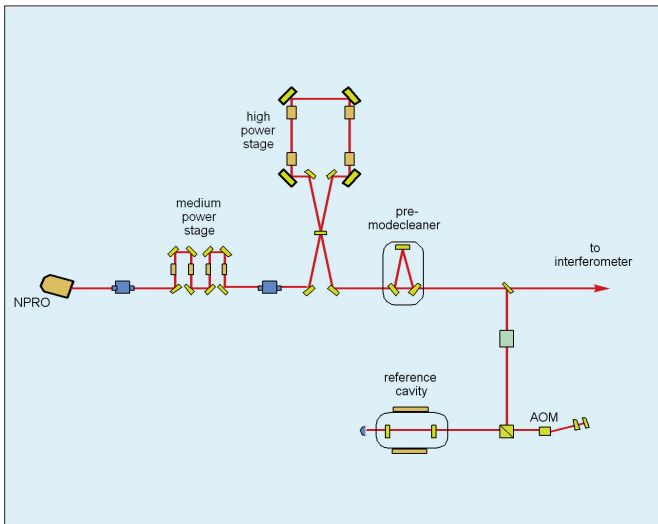 high
power
stage
medium
power
stage
pre-
modecleaner
to
interferometer
NPRO
reference
cavity
AOM